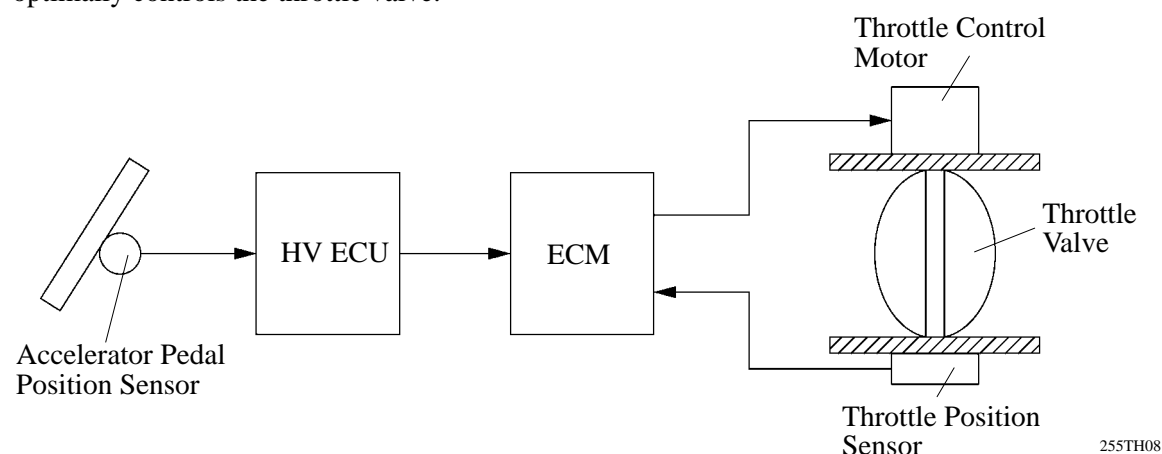 optimally controls the throttle valve.
Throttle Control
Motor
HV ECU
ECM
Throttle
Valve
Accelerator Pedal
Position Sensor
Throttle Position
Sensor
255TH08